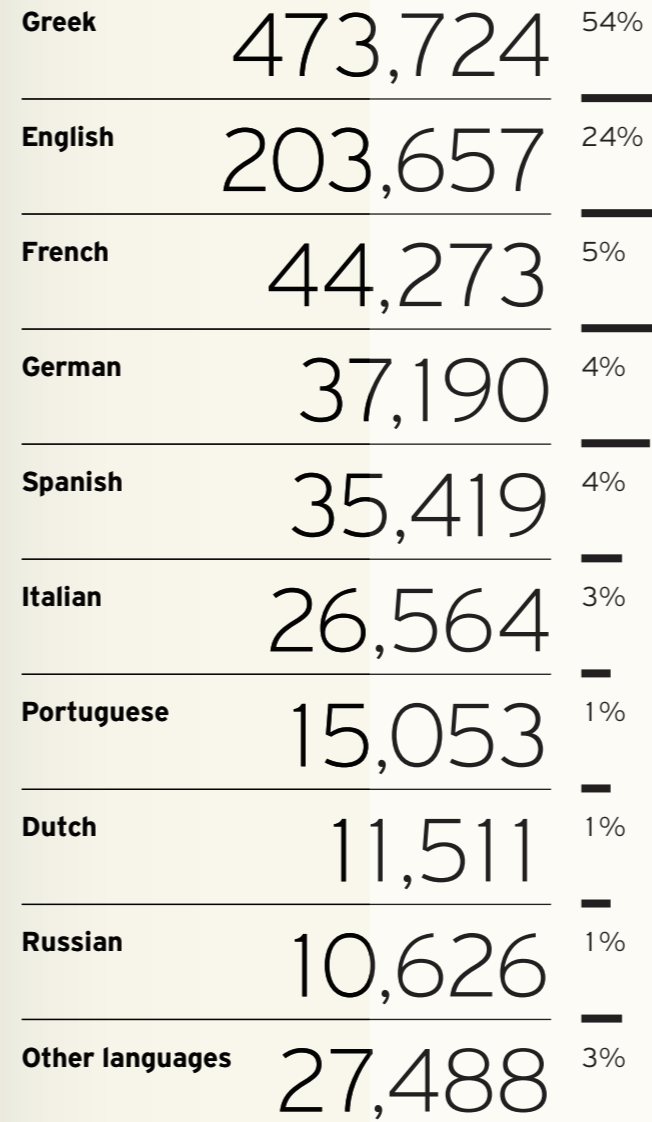 Greek 473,724 54%
English 203,657 24%
French 44,273 5%
German 37,190 4%
Spanish 35,419 4%
Italian 26,564 3%
Portuguese 15,053 1%
Dutch 11,511 1%
Russian 10,626 1%
Other languages 27,488 3%